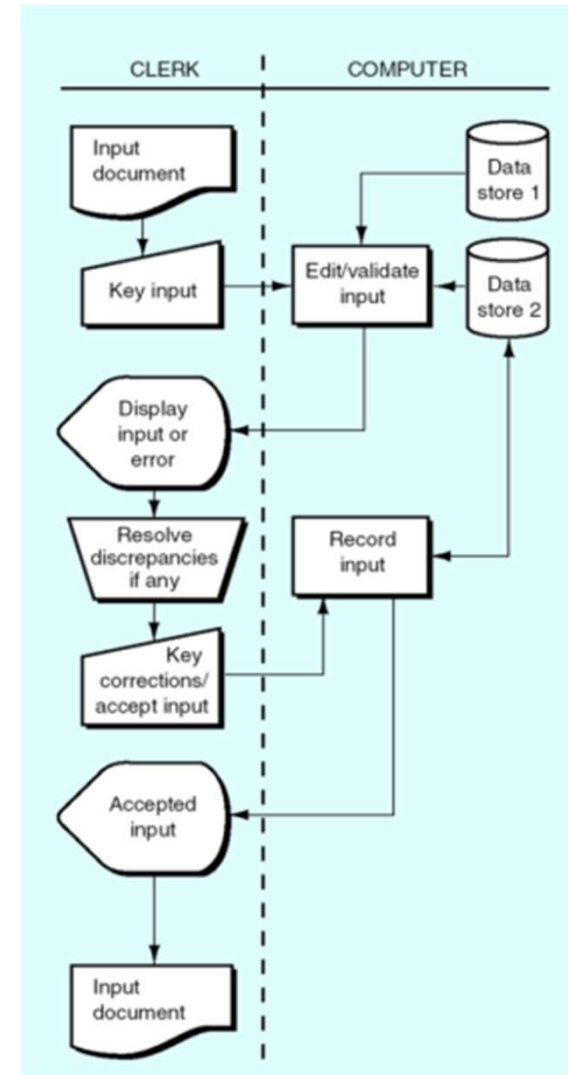 CLERK
COMPUTER
Input
document
Data
store 1
Key input
Edit/validate
input
Data
store 2
Display
input or
error
Resolve
discrepancies
if any
Record
input
Key
corrections/
accept input
Accepted
input
Input
document